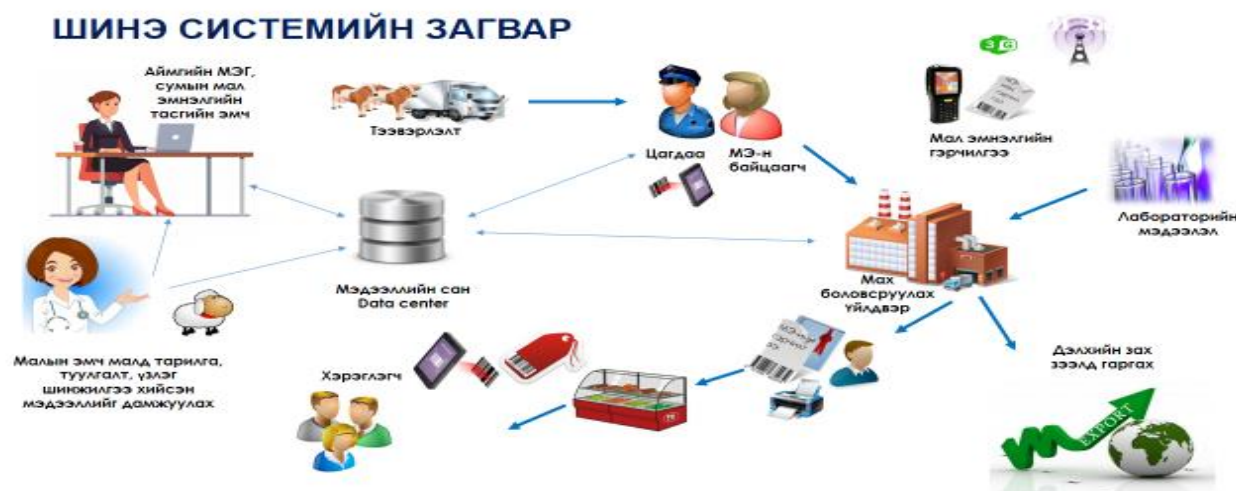 ШИНЭ СИСТЕМИЙН ЗАГВАР
Аймгийн МЭГ,
сумын мал
эмнэлгийн
тасгийн эмч
Тээвэрлэлт
Цагдаа
МЭ-н
байцаагч
3G
Мал эмнэлгийн
гэрчилгээ
Лабораторийн
мэдээлэл
Мэдээллийн сан
Data center
Мах
боловсруулах
үйлдвэр
Малын эмч малд тарилга,
туулгалт, үзлэг
шинжилгээ хийсэн
мэдээллийг дамжуулах
Хэрэглэгч
Дэлхийн зах
зээлд гаргах
EXPORT